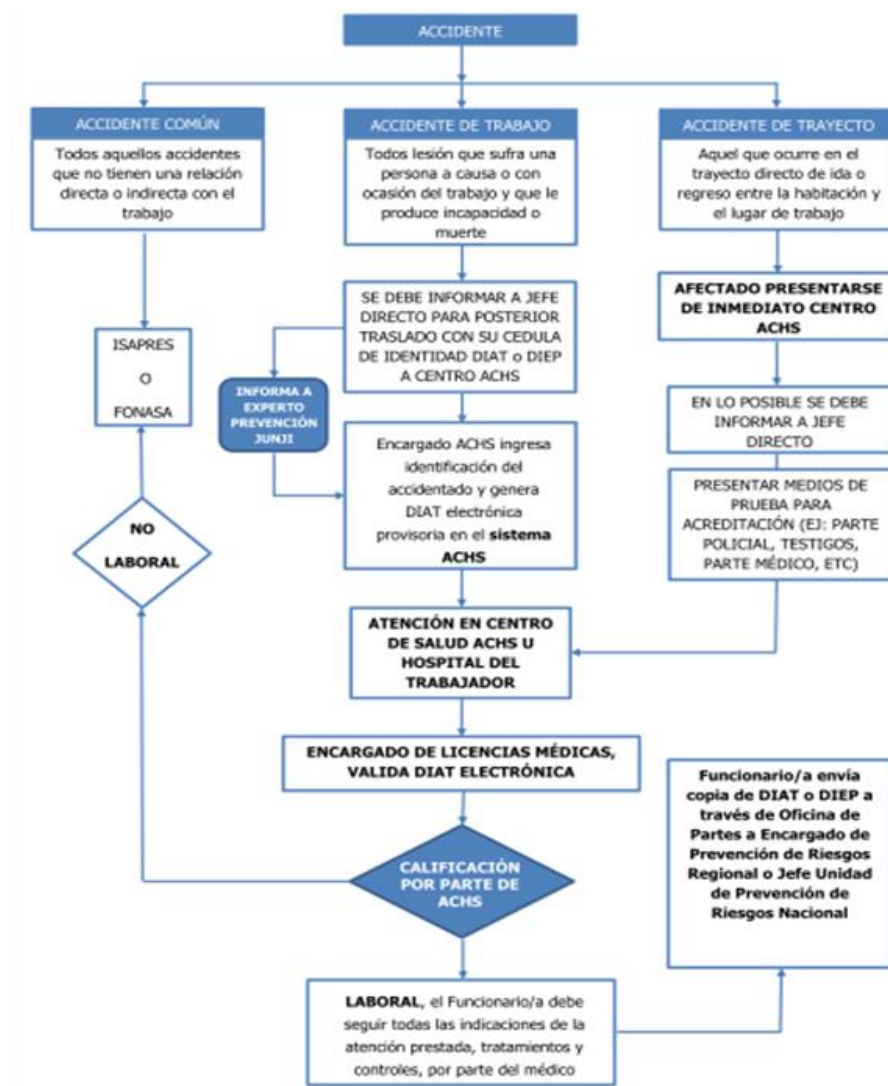 ACCIDENTE
ACCIDENTE COMÚN
Todos aquellos accidentes
que no tienen una relación
directa o indirecta con el
trabajo
ACCIDENTE DE TRABAJO
Todos lesión que sufra una
persona a causa o con
ocasión del trabajo y que le
produce incapacidad o
muerte
ACCIDENTE DE TRAYECTO
Aquel que ocurre en el
trayecto directo de ida o
regreso entre la habitación y
el lugar de trabajo
ISAPRES
O
FONASA
SE DEBE INFORMAR A JEFE
DIRECTO PARA POSTERIOR
TRASLADO CON SU CEDULA
DE IDENTIDAD DIAT o DIEP
A CENTRO ACHS
AFECTADO PRESENTARSE
DE INMEDIATO CENTRO
ACHS
INFORMA A
EXPERTO
PREVENCIÓN
JUNJI
EN LO POSIBLE SE DEBE
INFORMAR A JEFE
DIRECTO
Encargado ACHS ingresa
identificación del
accidentado y genera
DIAT electrónica
provisoria en el sistema
ACHS
PRESENTAR MEDIOS DE
PRUEBA PARA
ACREDITACIÓN (EJ: PARTE
POLICIAL, TESTIGOS,
PARTE MÉDICO, ETC)
NO
LABORAL
ATENCIÓN EN CENTRO
DE SALUD ACHS U
HOSPITAL DEL
TRABAJADOR
ENCARGADO DE LICENCIAS MÉDICAS,
VALIDA DIAT ELECTRÓNICA
Funcionario/a envía
copia de DIAT o DIEP a
través de Oficina de
Partes a Encargado de
Prevención de Riesgos
Regional o Jefe Unidad
de Prevención de
Riesgos Nacional
CALIFICACIÓN
POR PARTE DE
ACHS
LABORAL, el Funcionario/a debe
seguir todas las indicaciones de la
atención prestada, tratamientos y
controles, por parte del médico